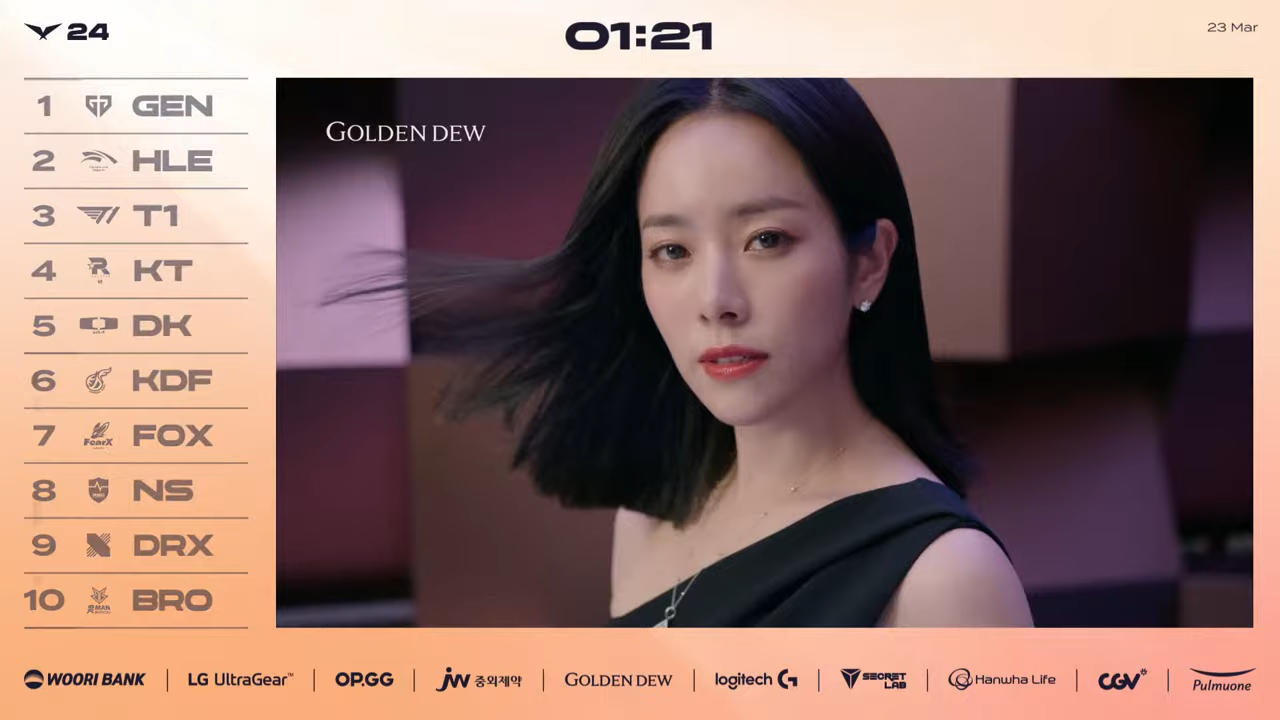 24
01:21
23 Mar
1 GEN
2 HLE
3 T1
4 KT
5 DK
6 KDF
7 FearX FOX
8 NS
9 DRX
10 BRO
GOLDEN DEW
WOORI BANK
LG UltraGear™
OP.GG
jw 중외제약
GOLDEN DEW
logitech G
SECRET LAB
Hanwha Life
CGV
Pulmuone